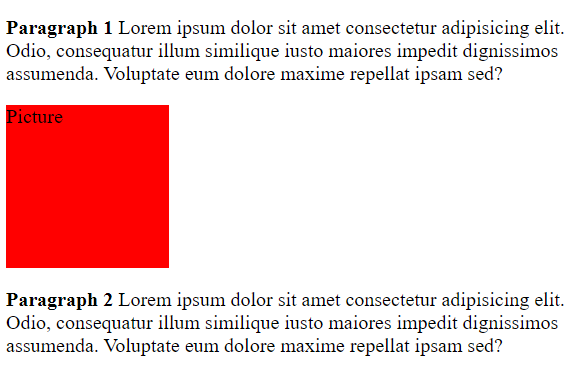 Paragraph 1 Lorem ipsum dolor sit amet consectetur adipisicing elit.
Odio, consequatur illum similique iusto maiores impedit dignissimos
assumenda. Voluptate eum dolore maxime repellat ipsam sed?
Picture
Paragraph 2 Lorem ipsum dolor sit amet consectetur adipisicing elit.
Odio, consequatur illum similique iusto maiores impedit dignissimos
assumenda. Voluptate eum dolore maxime repellat ipsam sed?